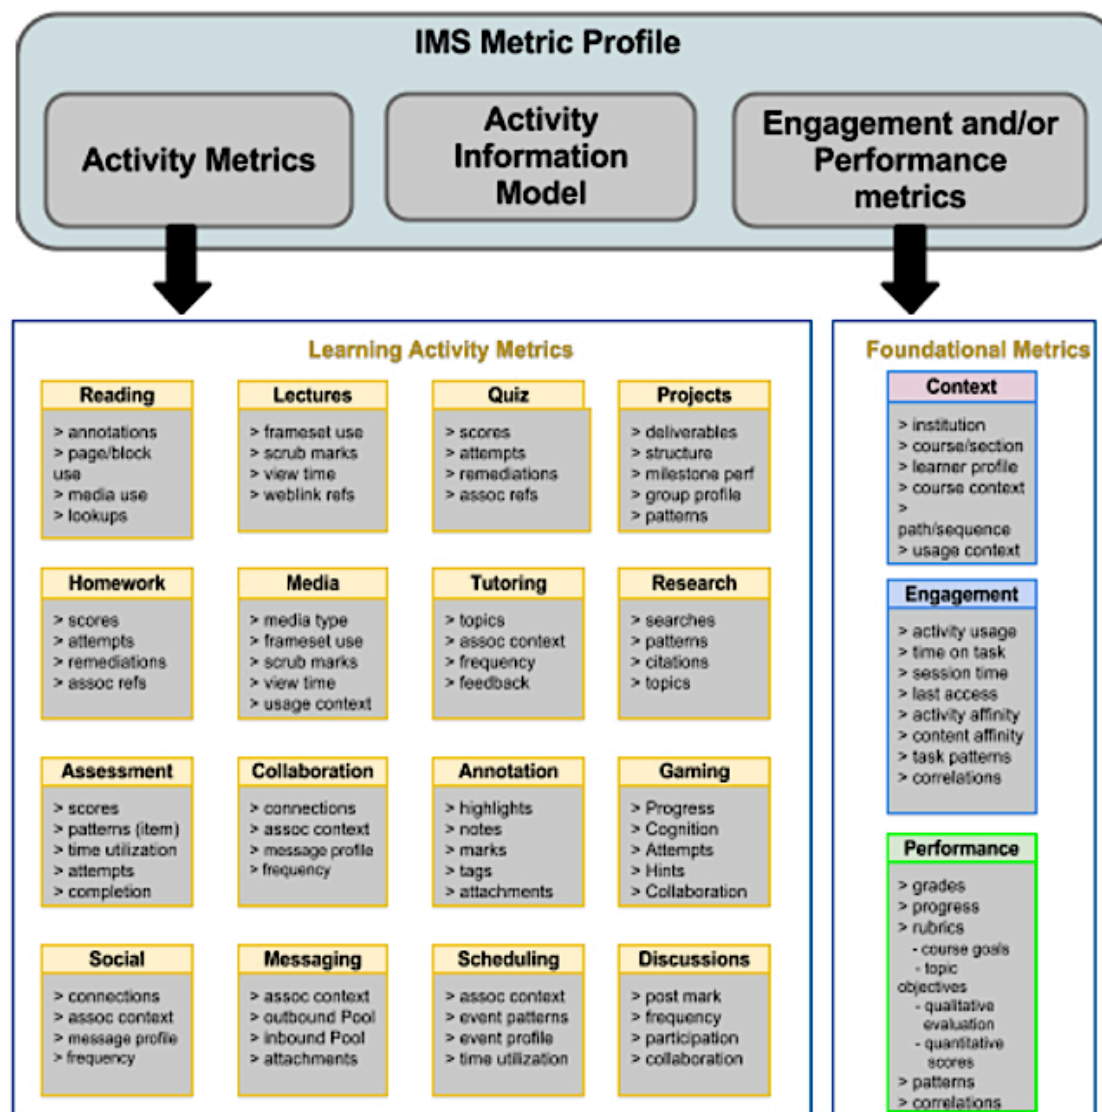 IMS Metric Profile
Activity Metrics
Activity
Information
Model
Engagement and/or
Performance
metrics
Learning Activity Metrics
Reading
> annotations
> page/block
use
> media use
> lookups
Lectures
> frameset use
> scrub marks
> view time
> weblink refs
Quiz
> scores
> attempts
> remediations
> assoc refs
Projects
> deliverables
> structure
> milestone perf
> group profile
> patterns
Homework
> scores
> attempts
> remediations
> assoc refs
Media
> media type
> frameset use
> scrub marks
> view time
> usage context
Tutoring
> topics
> assoc context
> frequency
> feedback
Research
> searches
> patterns
> citations
> topics
Assessment
> scores
> patterns (item)
> time utilization
> attempts
> completion
Collaboration
> connections
> assoc context
> message profile
> frequency
Annotation
> highlights
> notes
> marks
> tags
> attachments
Gaming
> Progress
> Cognition
> Attempts
> Hints
> Collaboration
Social
> connections
> assoc context
> message profile
> frequency
Messaging
> assoc context
> outbound Pool
> inbound Pool
> attachments
Scheduling
> assoc context
> event patterns
> event profile
> time utilization
Discussions
> post mark
> frequency
> participation
> collaboration
Foundational Metrics
Context
> institution
> course/section
> learner profile
> course context
>
path/sequence
> usage context
Engagement
> activity usage
> time on task
> session time
> last access
> activity affinity
> content affinity
> task patterns
> correlations
Performance
> grades
> progress
> rubrics
- course goals
- topic
objectives
- qualitative
evaluation
- quantitative
scores
> patterns
> correlations